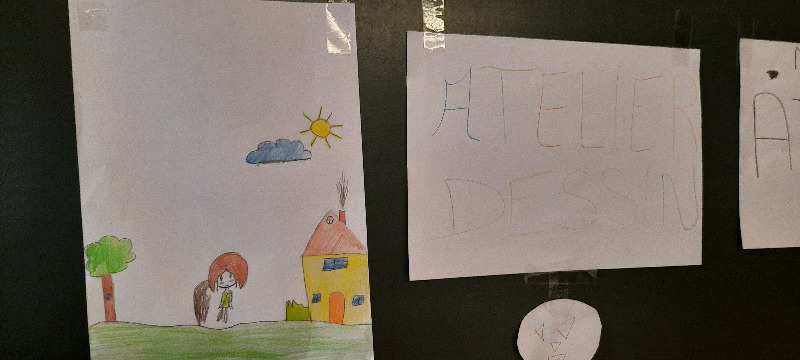 ATELIER
DESSIN
A